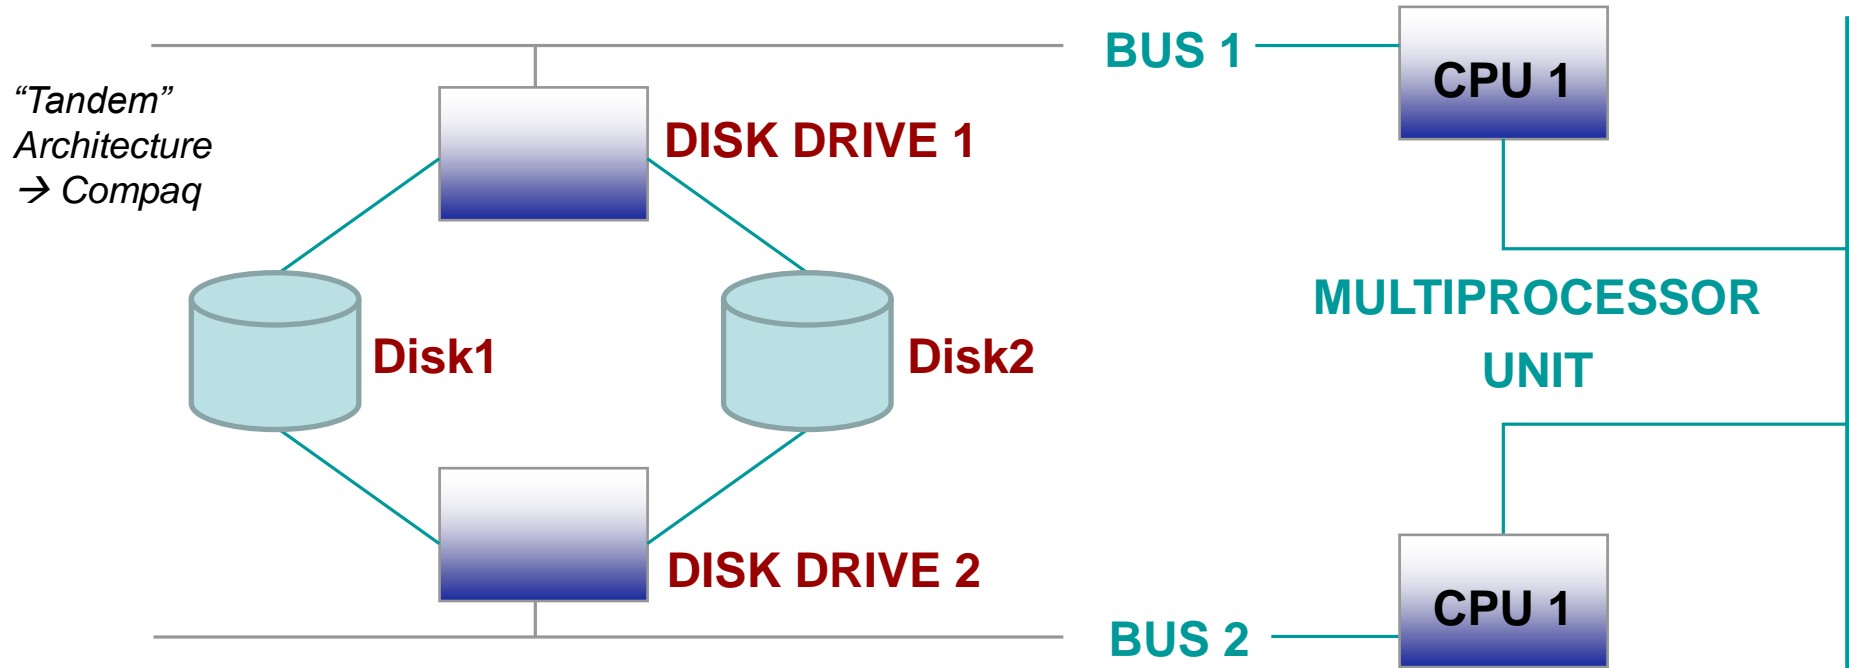 BUS 1
CPU 1
“Tandem”
Architecture
→ Compaq
DISK DRIVE 1
MULTIPROCESSOR
UNIT
Disk1
Disk2
DISK DRIVE 2
CPU 1
BUS 2